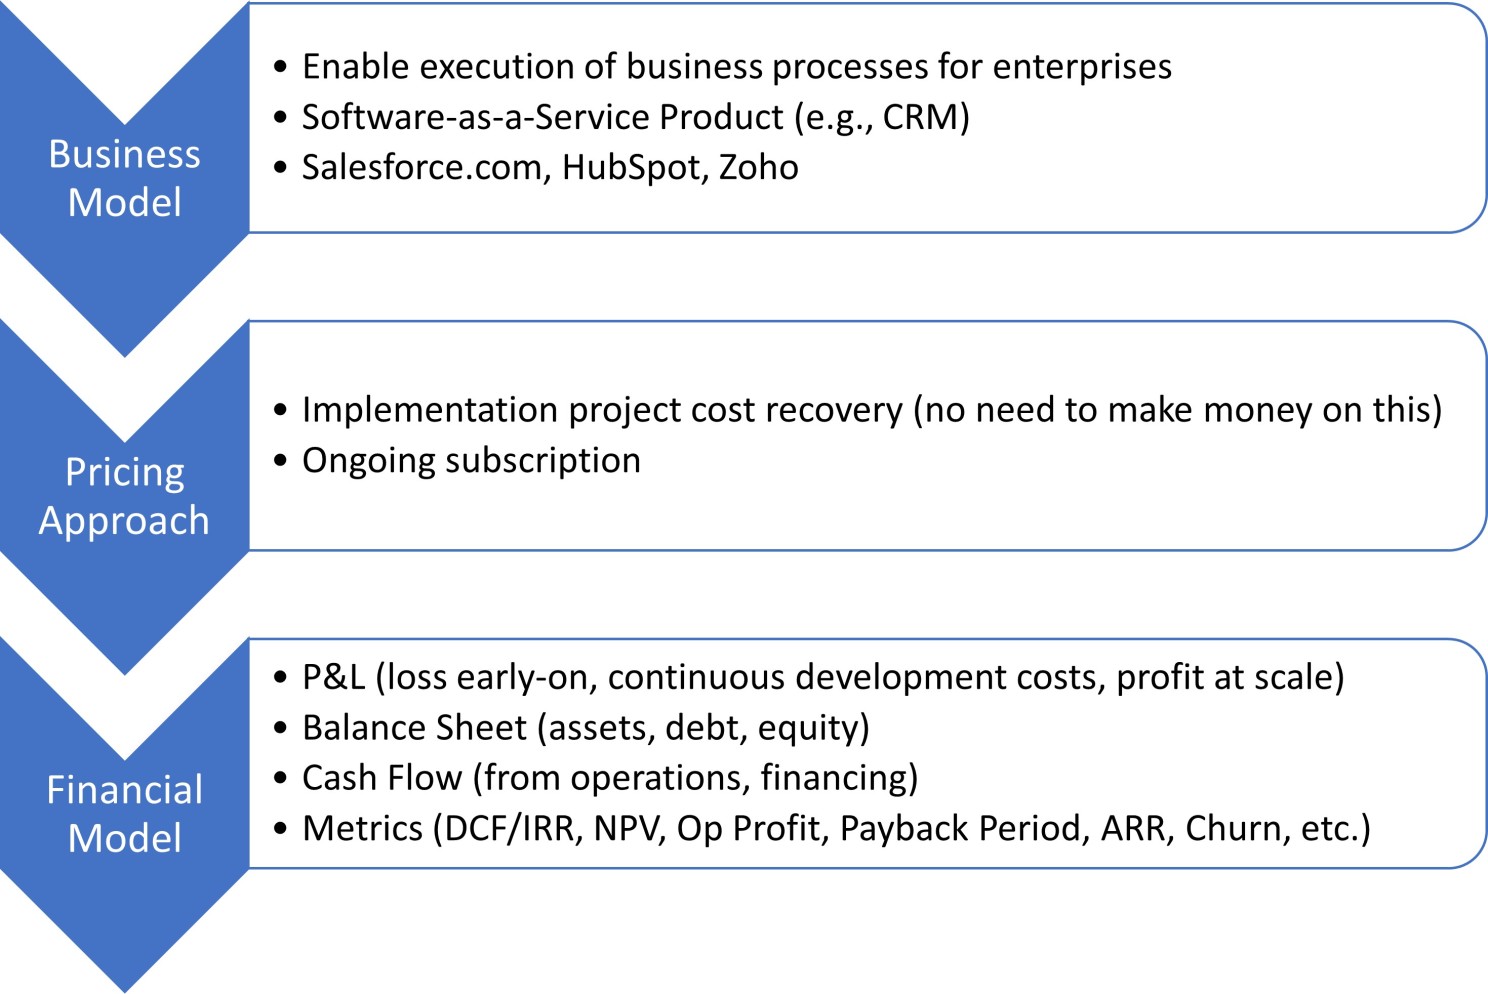 Business
Model
• Enable execution of business processes for enterprises
• Software-as-a-Service Product (e.g., CRM)
• Salesforce.com, HubSpot, Zoho
Pricing
Approach
• Implementation project cost recovery (no need to make money on this)
• Ongoing subscription
Financial
Model
• P&L (loss early-on, continuous development costs, profit at scale)
• Balance Sheet (assets, debt, equity)
• Cash Flow (from operations, financing)
• Metrics (DCF/IRR, NPV, Op Profit, Payback Period, ARR, Churn, etc.)